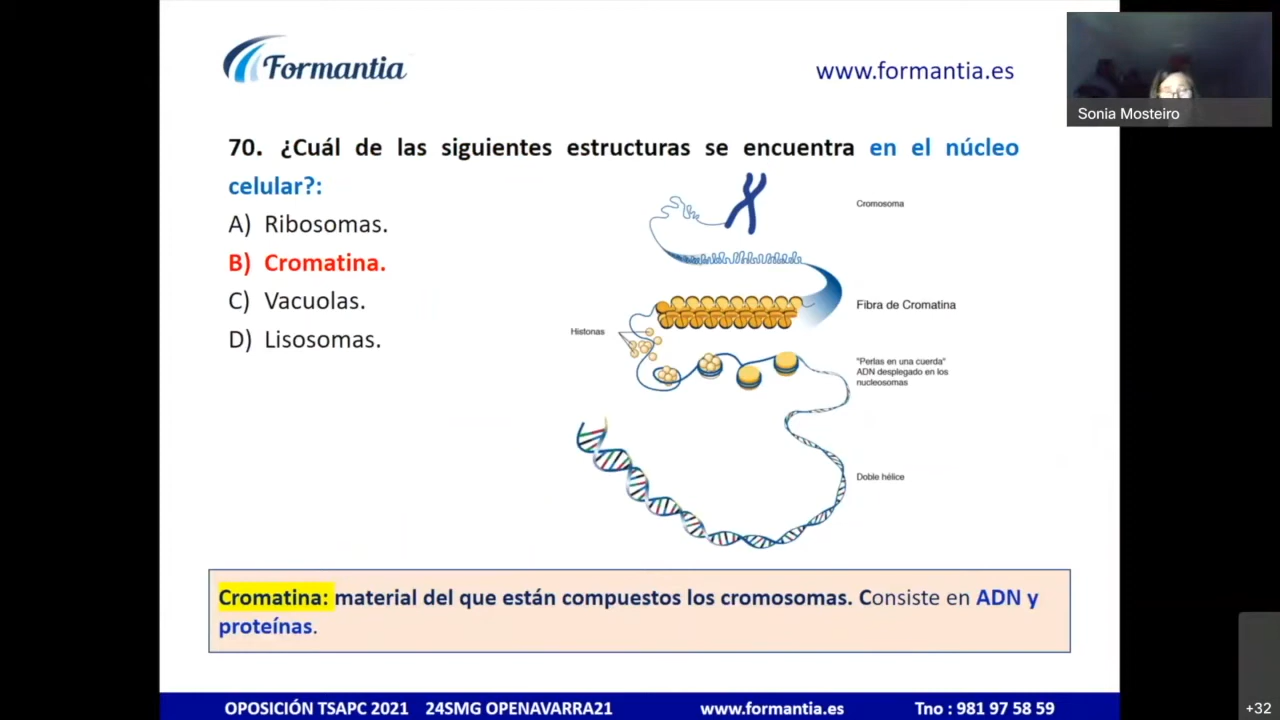 Formantia
www.formantia.es
Sonia Mosteiro
70. ¿Cuál de las siguientes estructuras se encuentra en el núcleo
celular?:
A) Ribosomas.
B) Cromatina.
C) Vacuolas.
D) Lisosomas.
Cromosoma
Fibra de Cromatina
Histonas
"Perlas en una cuerda"
ADN desplegado en los
nucleosomas
Doble hélice
Cromatina: material del que están compuestos los cromosomas. Consiste en ADN y
proteínas.
OPOSICIÓN TSAPC 2021 24SMG OPENAVARRA21 www.formantia.es Tno : 981 97 58 59
+32